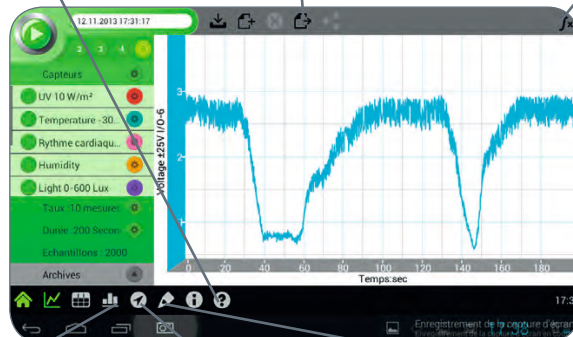 12.11.2013 17:31:17
2 3 4
Capteurs
UV 10 W/m²
Temperature -30...
Rythme cardiaqu...
Humidity
Light 0-600 Lux
Taux :10 mesures
Durée :200 Secon
Echantillons : 2000
Archives
Voltage ±25V I/O-6
3
2
1
0 20 40 60 80 100 120 140 160 180
Temps:sec
17:3
Enregistrement de la capture d'écran